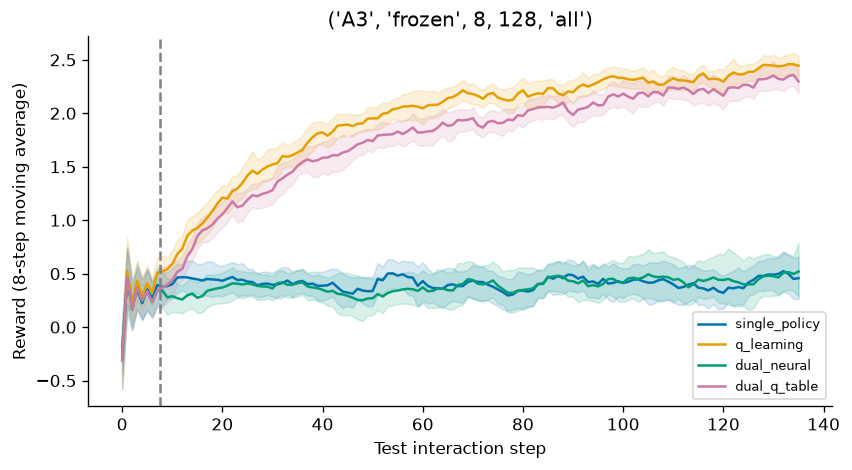 ('A3', 'frozen', 8, 128, 'all')
Reward (8-step moving average)
2.5
2.0
1.5
1.0
0.5
0.0
−0.5
0
20
40
60
80
100
120
140
Test interaction step
single_policy
q_learning
dual_neural
dual_q_table